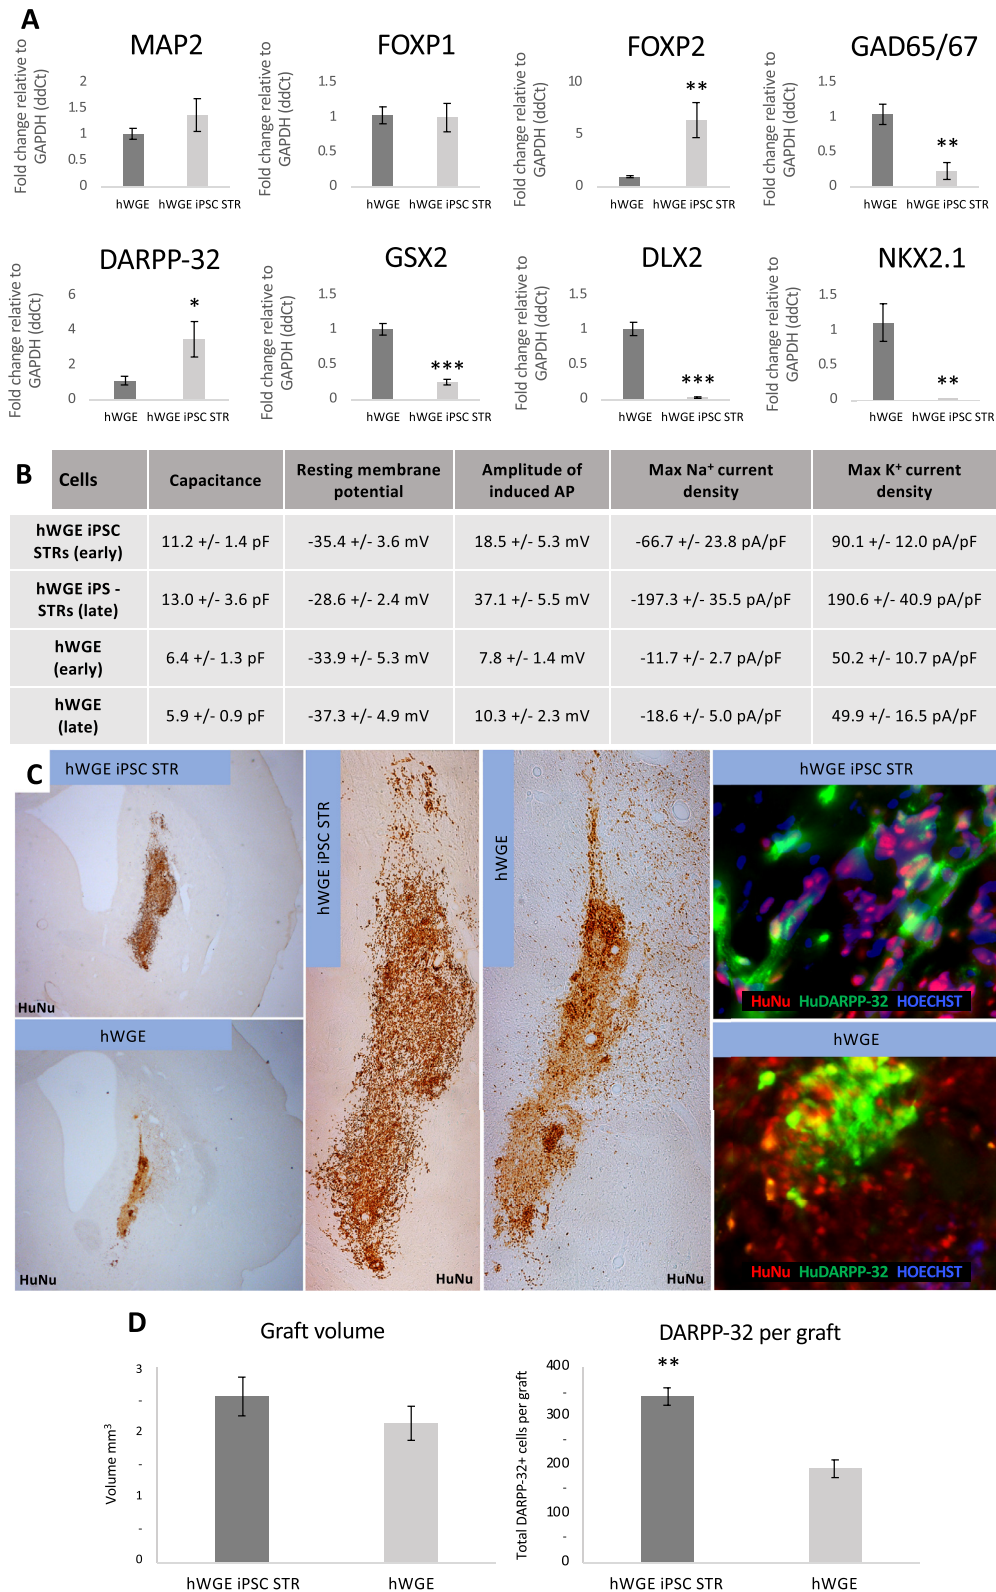 A
MAP2
Fold change relative to
GAPDH (ddCt)
2
1.5
1
0.5
0
hWGE
hWGE iPSC STR
FOXP1
Fold change relative to
GAPDH (ddCt)
1.5
1
0.5
0
hWGE hWGE iPSC STR
FOXP2
Fold change relative to
GAPDH (ddCt)
10
5
0
**
hWGE
hWGE iPSC STR
GAD65/67
Fold change relative to
GAPDH (ddCt)
1.5
1
0.5
0
**
hWGE
hWGE iPSC STR
DARPP-32
Fold change relative to
GAPDH (ddCt)
6
4
2
0
*
hWGE hWGE iPSC STR
GSX2
Fold change relative to
GAPDH (ddCt)
1.5
1
0.5
0
***
hWGE
hWGE iPSC STR
DLX2
Fold change relative to
GAPDH (ddCt)
1.5
1
0.5
0
***
hWGE
hWGE iPSC STR
NKX2.1
Fold change relative to
GAPDH (ddCt)
1.5
1
0.5
0
**
hWGE
hWGE iPSC STR
B
Cells
Capacitance
Resting membrane
potential
Amplitude of
induced AP
Max Na⁺ current
density
Max K⁺ current
density
hWGE iPSC
STRs (early)
11.2 +/- 1.4 pF
-35.4 +/- 3.6 mV
18.5 +/- 5.3 mV
-66.7 +/- 23.8 pA/pF
90.1 +/- 12.0 pA/pF
hWGE iPS -
STRs (late)
13.0 +/- 3.6 pF
-28.6 +/- 2.4 mV
37.1 +/- 5.5 mV
-197.3 +/- 35.5 pA/pF
190.6 +/- 40.9 pA/pF
hWGE
(early)
6.4 +/- 1.3 pF
-33.9 +/- 5.3 mV
7.8 +/- 1.4 mV
-11.7 +/- 2.7 pA/pF
50.2 +/- 10.7 pA/pF
hWGE
(late)
5.9 +/- 0.9 pF
-37.3 +/- 4.9 mV
10.3 +/- 2.3 mV
-18.6 +/- 5.0 pA/pF
49.9 +/- 16.5 pA/pF
C
hWGE iPSC STR
HuNu
hWGE
HuNu
hWGE iPSC STR
HuNu
hWGE
HuNu
hWGE iPSC STR
HuNu HuDARPP-32 HOECHST
hWGE
HuNu HuDARPP-32 HOECHST
D
Graft volume
Volume mm³
3
2
1
0
hWGE iPSC STR
hWGE
DARPP-32 per graft
Total DARPP-32+ cells per graft
400
300
200
100
0
**
hWGE iPSC STR
hWGE